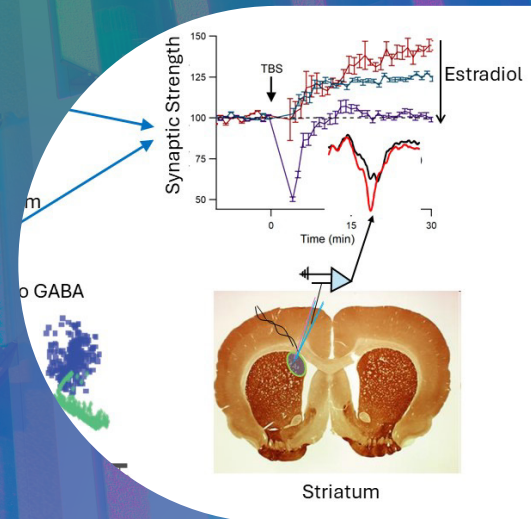 Synaptic Strength
150
125
100
75
50
TBS
Estradiol
0
15
30
Time (min)
m
o GABA
Striatum